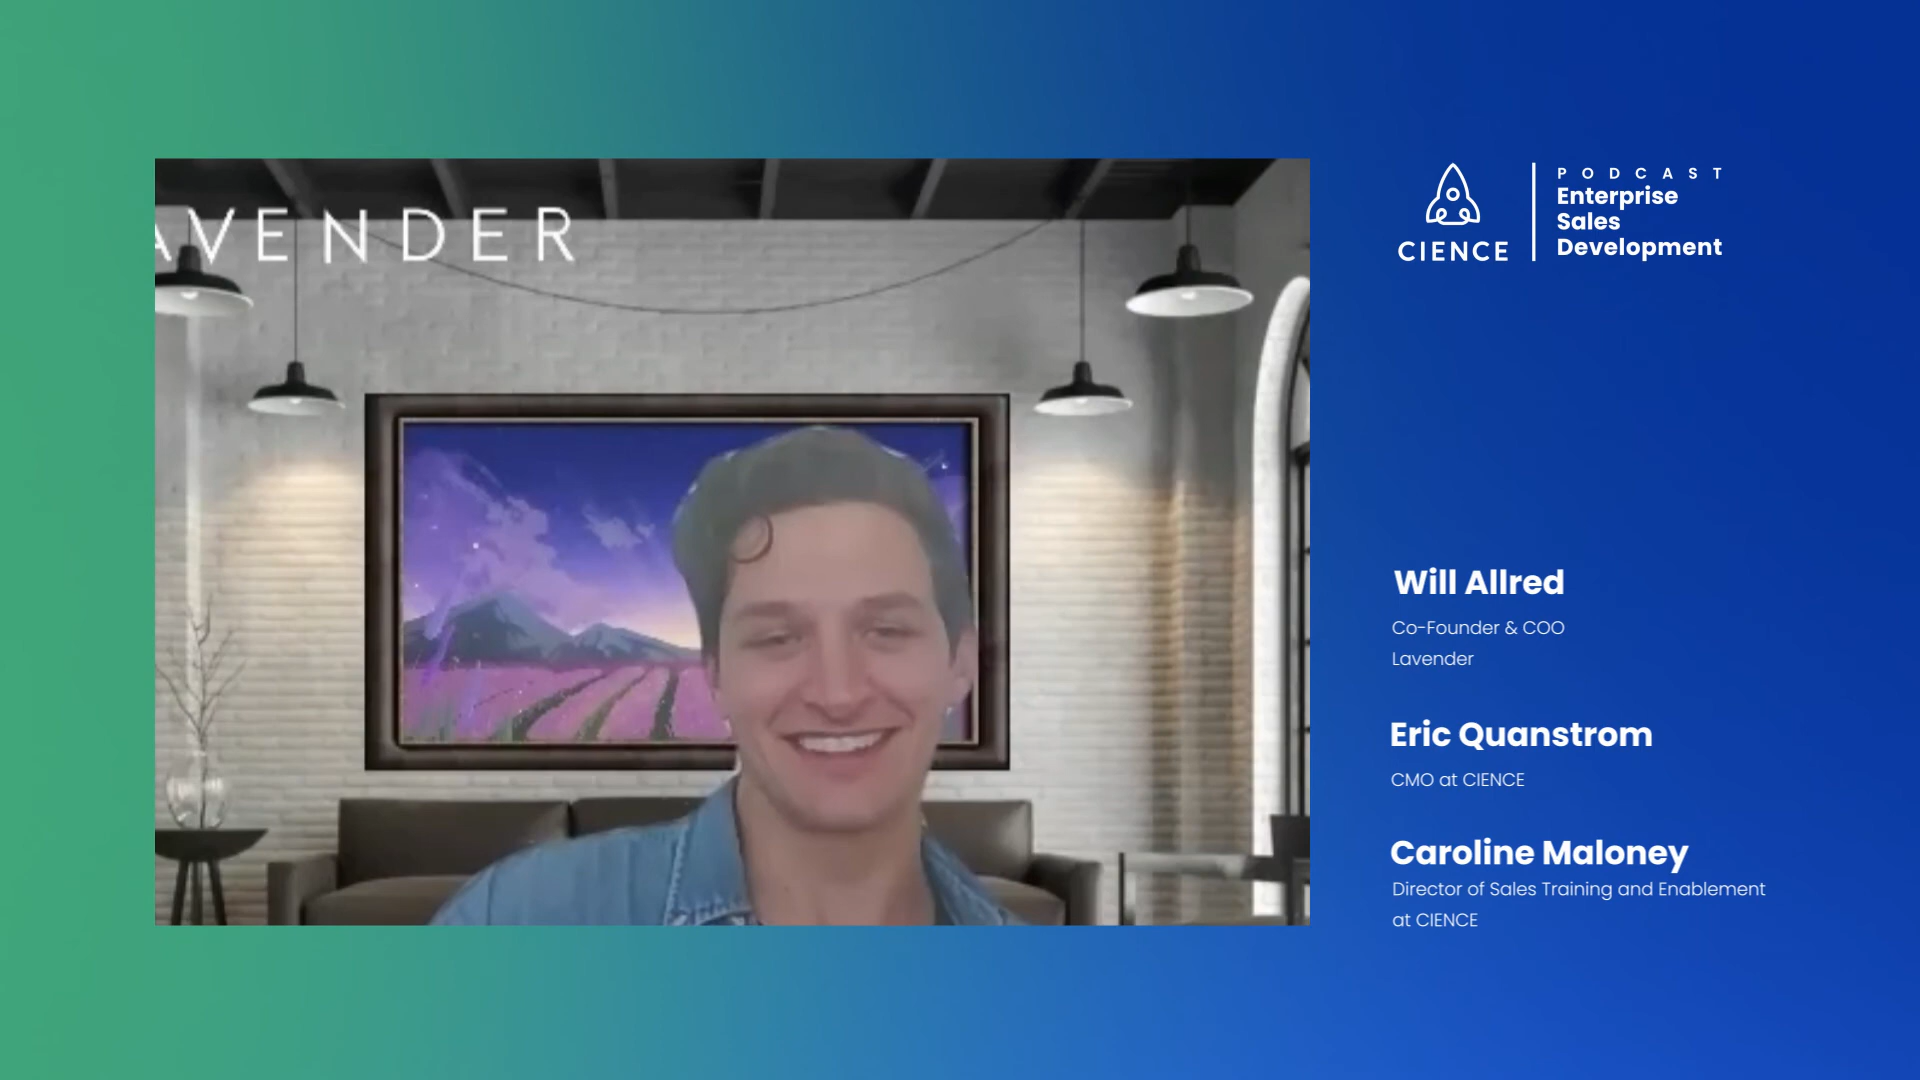 AVENDER
PODCAST
Enterprise
Sales
Development
CIENCE
Will Allred
Co-Founder & COO
Lavender
Eric Quanstrom
CMO at CIENCE
Caroline Maloney
Director of Sales Training and Enablement
at CIENCE